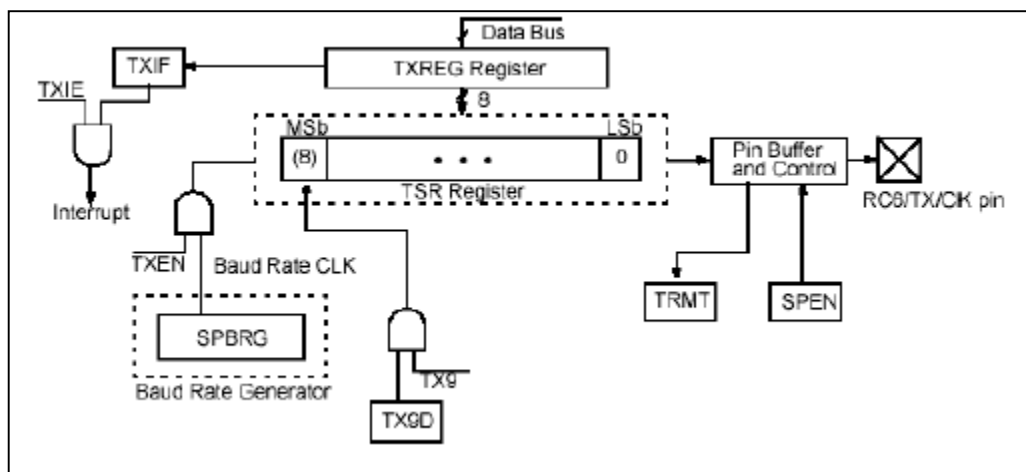 Data Bus
TXIF
TXREG Register
TXIE
8
MSb
LSb
(8)
• • •
0
Pin Buffer
and Control
TSR Register
RC6/TX/CIK pin
Interrupt
TXEN
Baud Rate CLK
TRMT
SPEN
SPBRG
TX9
Baud Rate Generator
TX9D